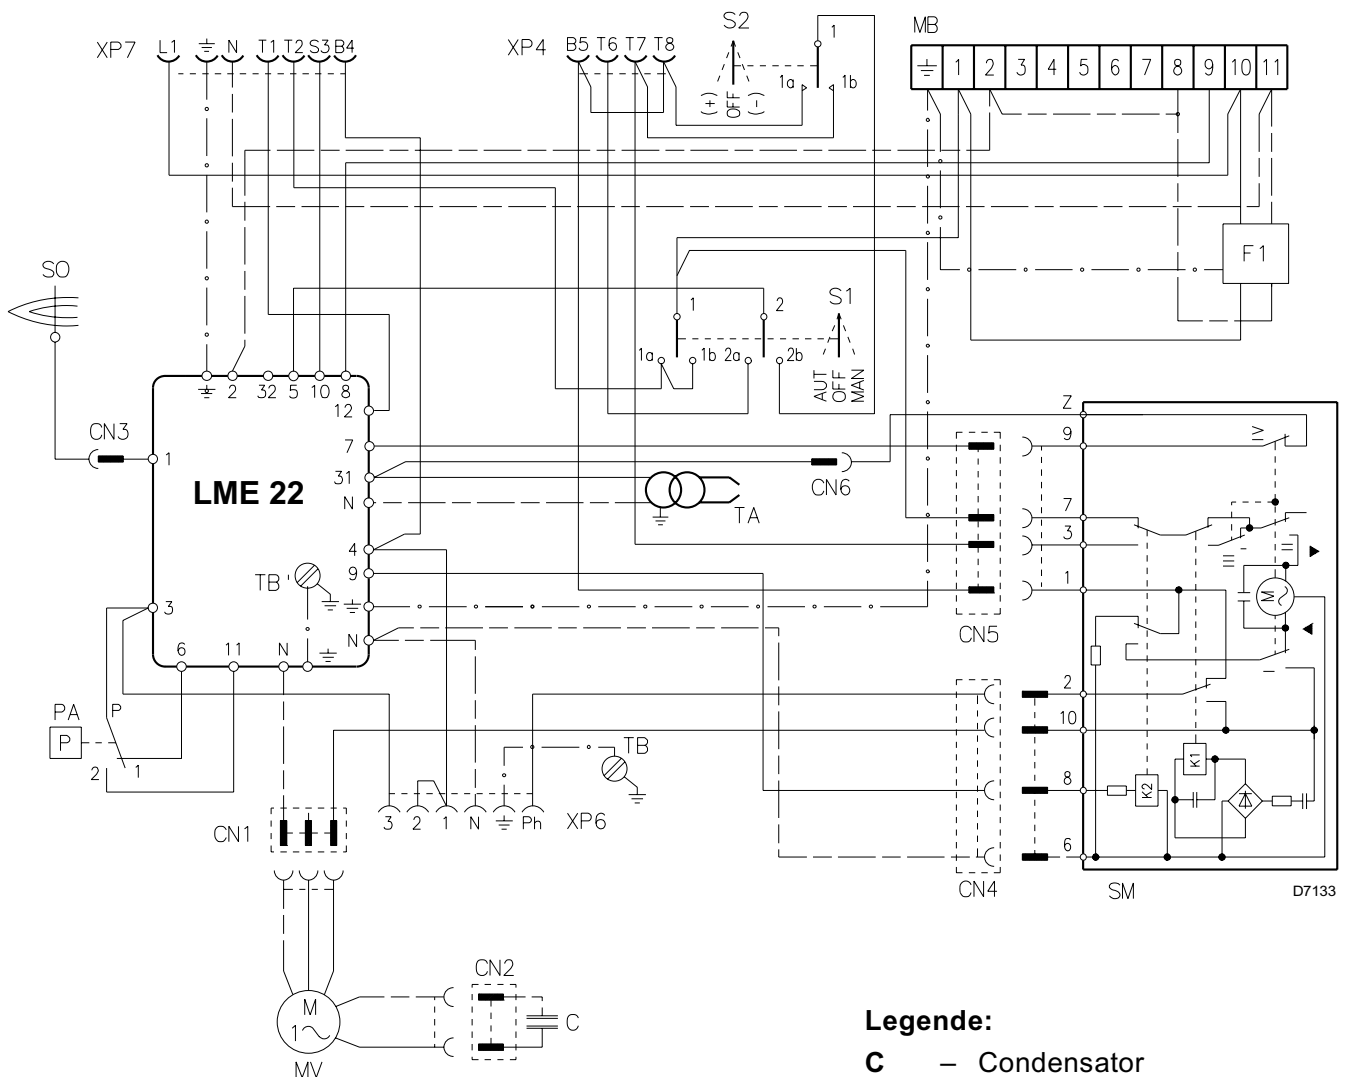 S2
XP7 L1 N T1 T2 S3 B4
XP4 B5 T6 T7 T8
1
1a 1b
(+) OFF (-)
MB
1 2 3 4 5 6 7 8 9 10 11
F1
SO
S1
1 2
1a 1b 2a 2b
AUT OFF MAN
2 32 5 10 8
12
CN3
1
7
31
N
LME 22
CN6
TA
4
9
TB
3
N
6 11 N
CN5
Z
9
7
3
1
2
10
8
6
IV
III
II
I
M
K1
K2
PA
P
P
2 1
TB
CN1
3 2 1 N Ph XP6
CN4
SM
D7133
CN2
M
1
C
MV
Legende:
C – Condensator